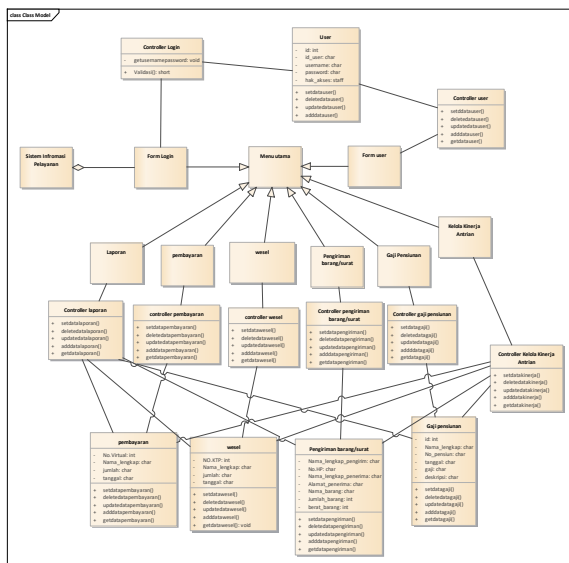 class Class Model
User
- id: int
- id_user: char
- username: char
- password: char
- hak_akses: staff
+ setdatauser()
+ deletedatauser()
+ updatedatauser()
+ adddatauser()
Controller Login
- getusernamepassword: void
+ Validasi(): short
Controller user
+ setddatauser()
+ deletedatauser()
+ updatedatauser()
+ adddatauser()
+ getdatauser()
Sistem Infromasi
Pelayanan
Form Login
Menu utama
Form user
Laporan
pembayaran
wesel
Pengiriman
barang/surat
Gaji Pensiunan
Kelola Kinerja
Antrian
Controller laporan
+ setdatalaporan()
+ deletedatalaporan()
+ updatedatalaporan()
+ adddatalaporan()
+ getdatalaporan()
controller pembayaran
+ setdatapembayaran()
+ deletedatapembayaran()
+ updatedatapembayaran()
+ adddatapembayaran()
+ getdatapembayaran()
controller wesel
+ setdatawesel()
+ deletedatawesel()
+ updatedatawesel()
+ adddatawesel()
+ getdatawesel()
Controller pengiriman
barang/surat
+ setdatapengiriman()
+ deletedatapengiriman()
+ updatedatapengiriman()
+ adddatapengiriman()
+ getdatapengiriman()
Controller gaji pensiunan
+ setdatagaji()
+ deletedatagaji()
+ updatedatagaji()
+ addddatagaji()
+ getdatagaji()
Controller Kelola Kinerja
Antrian
+ setdatakinerja()
+ deletedatakinerja()
+ updatedatakinerja()
+ adddatakinerja()
+ getdatakinerja()
pembayaran
- No.Virtual: int
- Nama_lengkap: char
- jumlah: char
- tanggal: char
+ setdatapembayaran()
+ deletedatapembayaran()
+ updatedatapembayaran()
+ adddatapembayaran()
+ getdatapembayaran()
wesel
- NO.KTP: int
- Nama_lengkap: char
- jumlah: char
- tanggal: char
+ setdatawesel()
+ deletedatawesel()
+ updatedatawesel()
+ adddatawesel()
+ getdatawesel(): void
Pengiriman barang/surat
- Nama_lengkap_pengirim: char
- No.HP: char
- Nama_lengkap_penerima: char
- Alamat_penerima: char
- Nama_barang: char
- Jumlah_barang: int
- berat_barang: int
+ setdatapengiriman()
+ deletedatapengiriman()
+ updatedatapengiriman()
+ adddatapengiriman()
+ getdatapengiriman()
Gaji pensiunan
- id: int
- Nama_lengkap: char
- No_pensiun: char
- tanggal: char
- gaji: char
- deskripsi: char
+ setdatagaji()
+ deletedatagaji()
+ updatedatagaji()
+ adddatagaji()
+ getdatagaji()